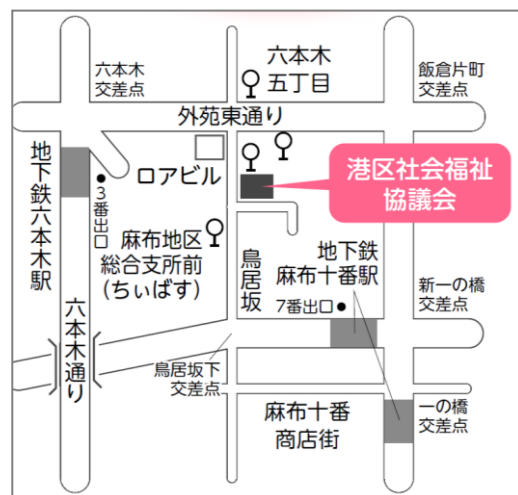 六本木
交差点
六本木
五丁目
飯倉片町
交差点
外苑東通り
地下鉄六本木駅
3番出口
ロアビル
港区社会福祉
協議会
麻布地区
総合支所前
(ちぃばす)
鳥居坂
地下鉄
麻布十番駅
7番出口
新一の橋
交差点
六本木通り
鳥居坂下
交差点
麻布十番
商店街
一の橋
交差点